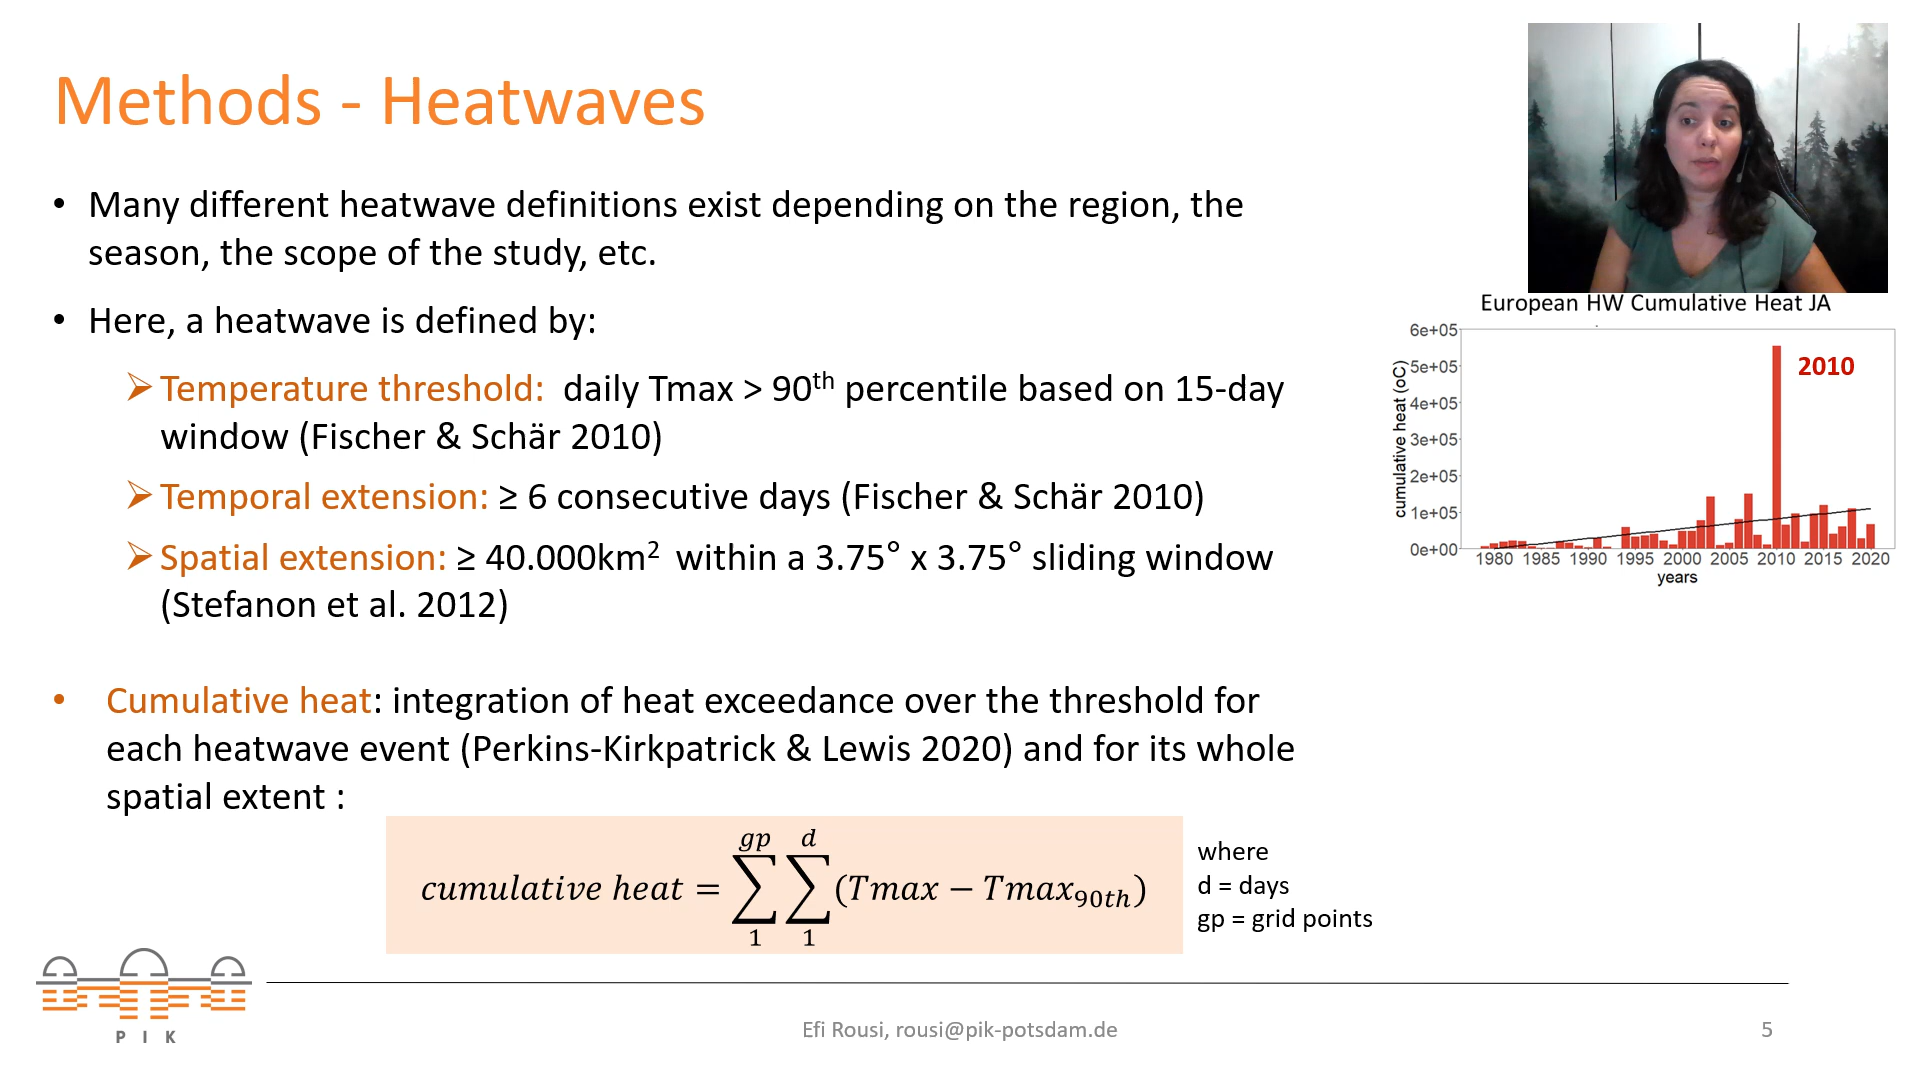 Methods - Heatwaves
• Many different heatwave definitions exist depending on the region, the
season, the scope of the study, etc.
• Here, a heatwave is defined by:
➢ Temperature threshold: daily Tmax > 90th percentile based on 15-day
window (Fischer & Schär 2010)
➢ Temporal extension: ≥ 6 consecutive days (Fischer & Schär 2010)
➢ Spatial extension: ≥ 40.000km² within a 3.75° x 3.75° sliding window
(Stefanon et al. 2012)
• Cumulative heat: integration of heat exceedance over the threshold for
each heatwave event (Perkins-Kirkpatrick & Lewis 2020) and for its whole
spatial extent :
gp d
cumulative heat = ∑ ∑ (Tmax − Tmax90th)
1 1
where
d = days
gp = grid points
European HW Cumulative Heat JA
cumulative heat (oC)
6e+05
5e+05
4e+05
3e+05
2e+05
1e+05
0e+00
2010
1980 1985 1990 1995 2000 2005 2010 2015 2020
years
P I K
Efi Rousi, rousi@pik-potsdam.de
5